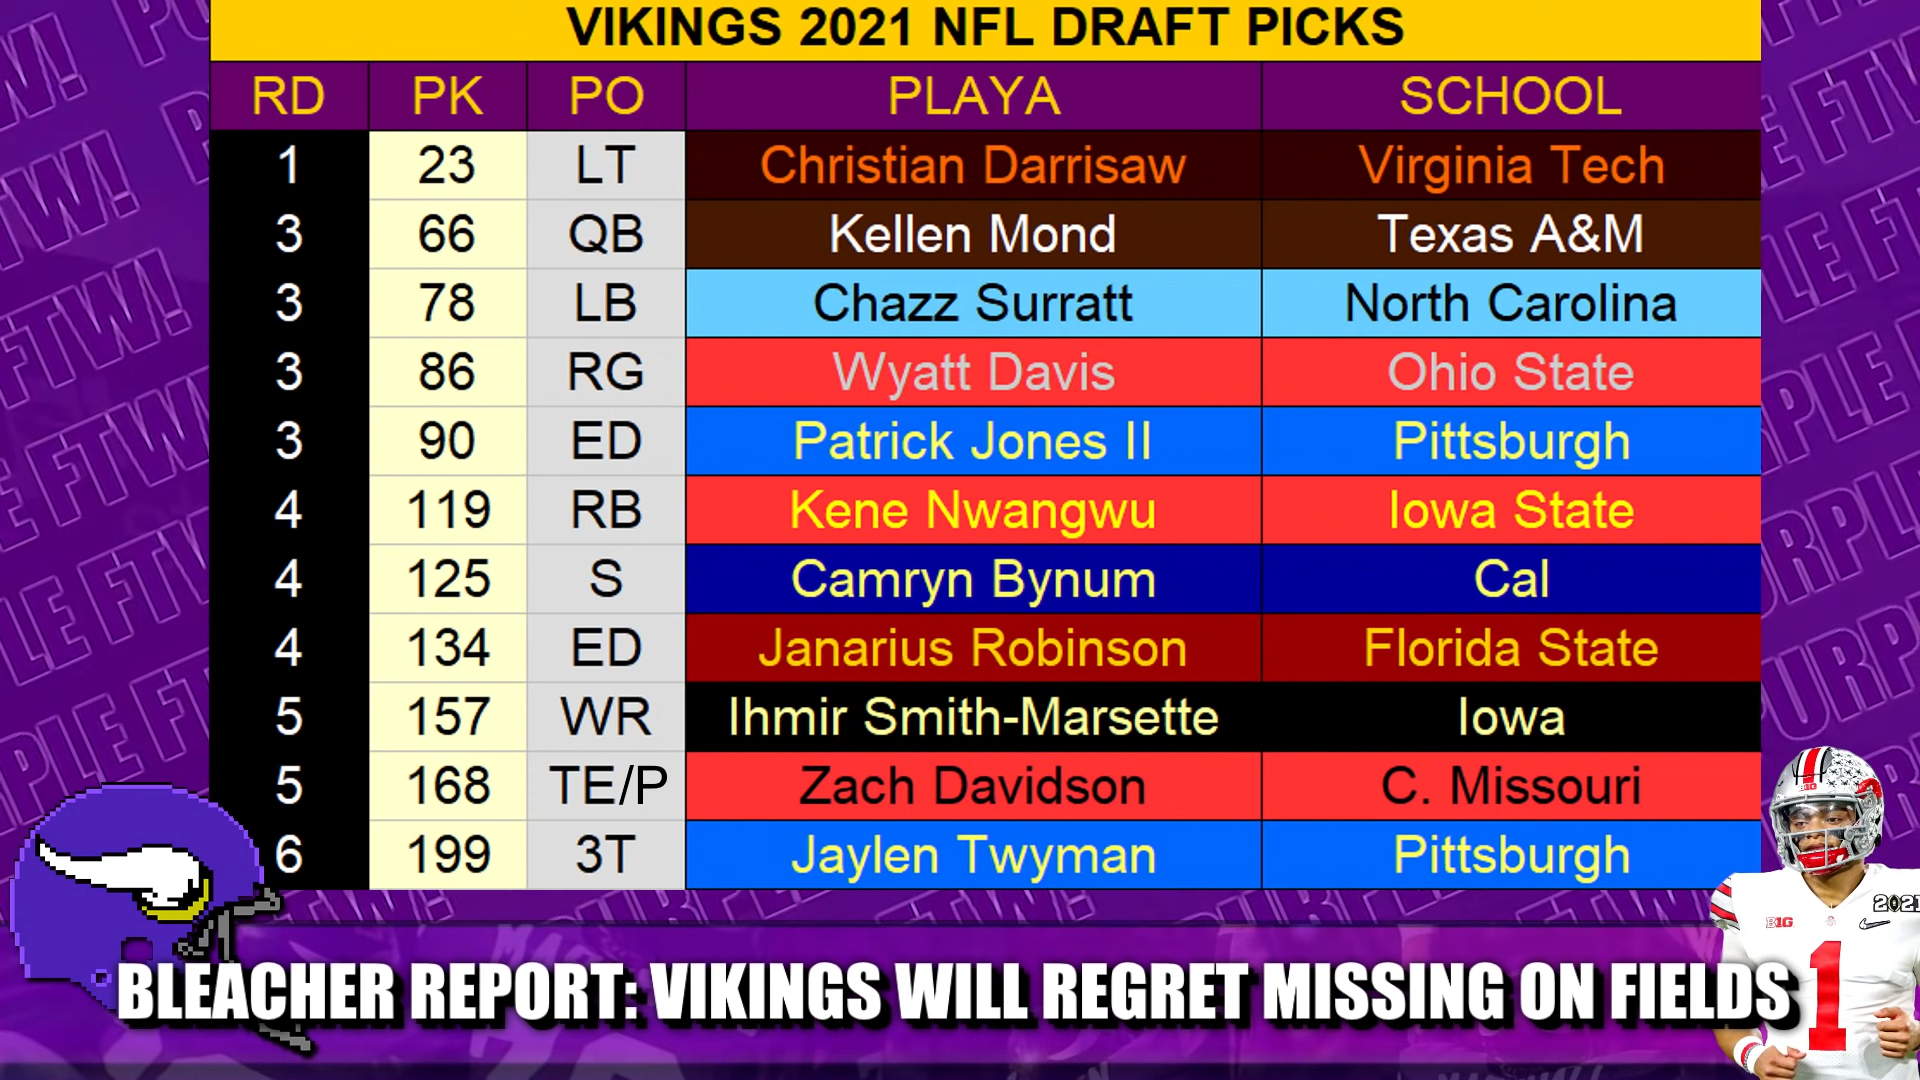 VIKINGS 2021 NFL DRAFT PICKS
RD PK PO PLAYA SCHOOL
1 23 LT Christian Darrisaw Virginia Tech
3 66 QB Kellen Mond Texas A&M
3 78 LB Chazz Surratt North Carolina
3 86 RG Wyatt Davis Ohio State
3 90 ED Patrick Jones II Pittsburgh
4 119 RB Kene Nwangwu Iowa State
4 125 S Camryn Bynum Cal
4 134 ED Janarius Robinson Florida State
5 157 WR Ihmir Smith-Marsette Iowa
5 168 TE/P Zach Davidson C. Missouri
6 199 3T Jaylen Twyman Pittsburgh
BLEACHER REPORT: VIKINGS WILL REGRET MISSING ON FIELDS
B1G
2021
1